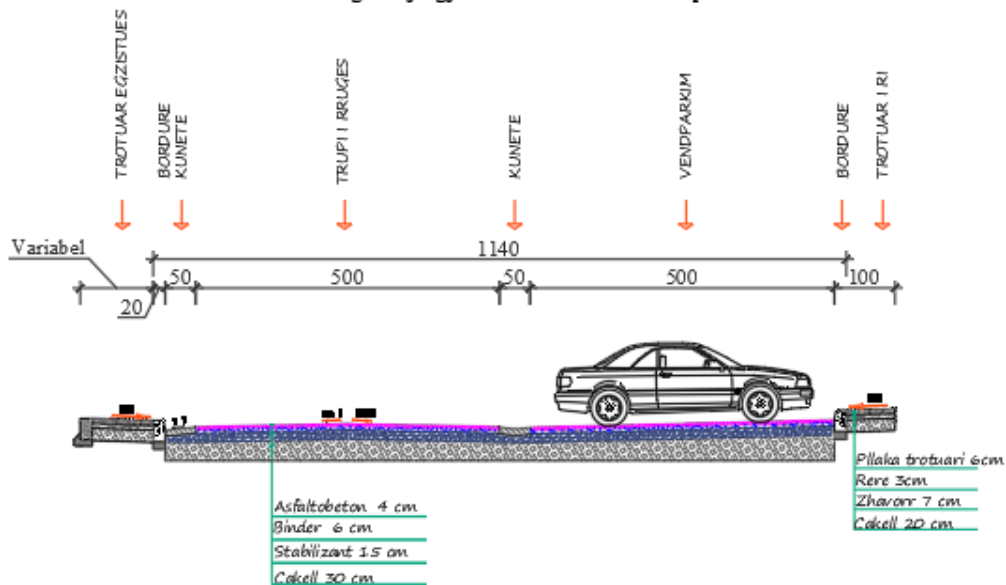 TROTUAR EGZISTUES
BORDURE
KUNETE
TRUPI I RRUGES
KUNETE
VENDPARKIM
BORDURE
TROTUAR I RI
Variabel
1140
50
500
50
500
100
20
Asfaltobeton 4 cm
Binder 6 cm
Stabilizant 15 cm
Cakell 30 cm
Pllaka trotuari 6cm
Rere 3cm
Zhavorr 7 cm
Cakell 20 cm